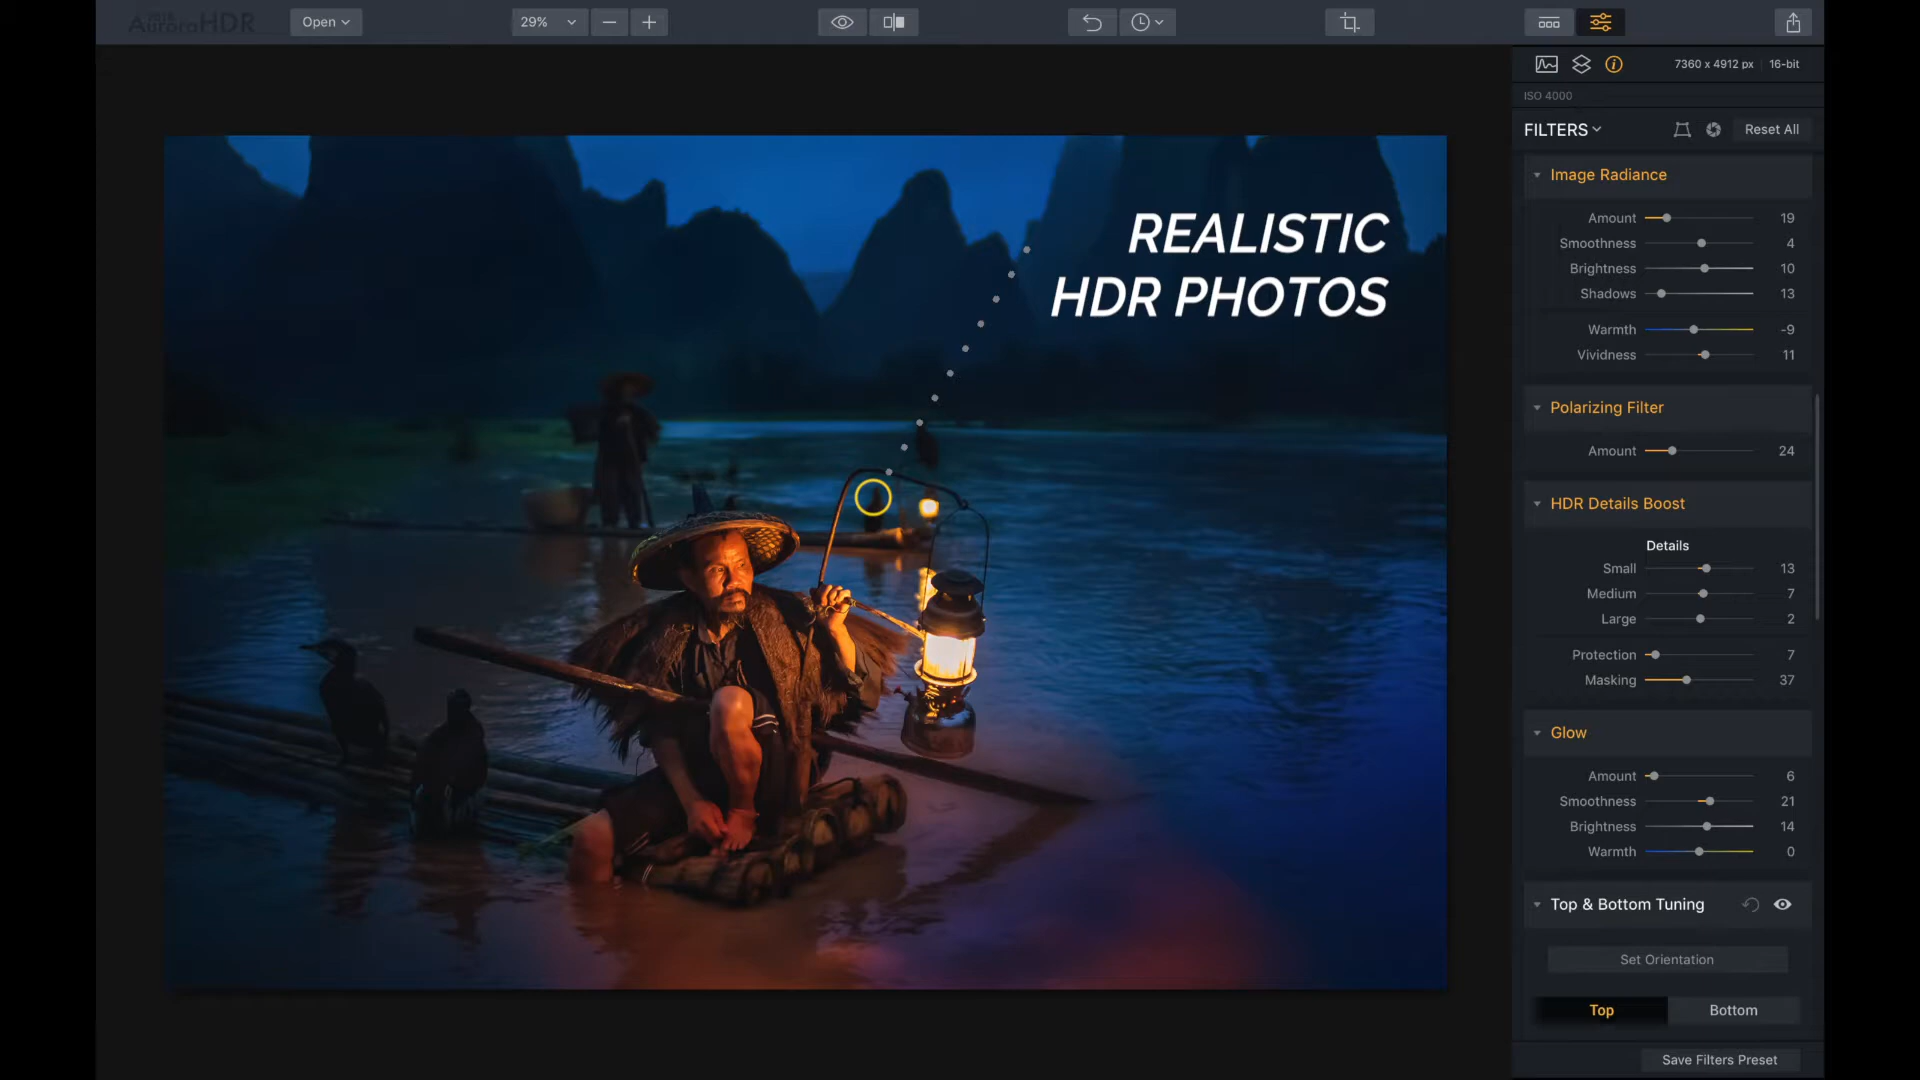 AuroraHDR
Open
29%
7360 x 4912 px
16-bit
ISO 4000
FILTERS
Reset All
Image Radiance
Amount 19
Smoothness 4
Brightness 10
Shadows 13
Warmth -9
Vividness 11
Polarizing Filter
Amount 24
HDR Details Boost
Details
Small 13
Medium 7
Large 2
Protection 7
Masking 37
Glow
Amount 6
Smoothness 21
Brightness 14
Warmth 0
Top & Bottom Tuning
Set Orientation
Top
Bottom
Save Filters Preset
REALISTIC
HDR PHOTOS